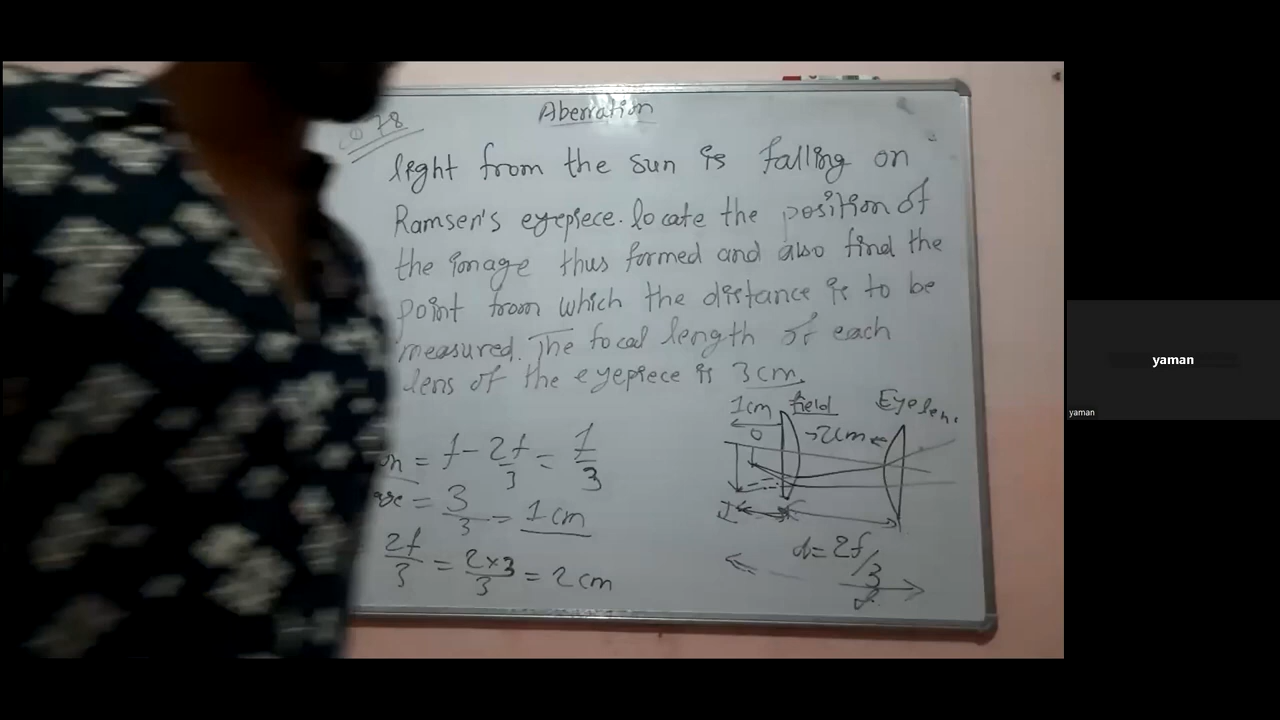 Aberration
78
light from the sun is falling on
Ramsen's eyepiece. locate the position of
the image thus formed and also find the
point from which the distance is to be
measured. The focal length of each
lens of the eyepiece is 3cm.
= f - 2f/3 = f/3
= 3/3 = 1cm
2f/3 = 2×3/3 = 2cm
1cm field Eye len.
O 2cm
I
d = 2f/3
yaman
yaman